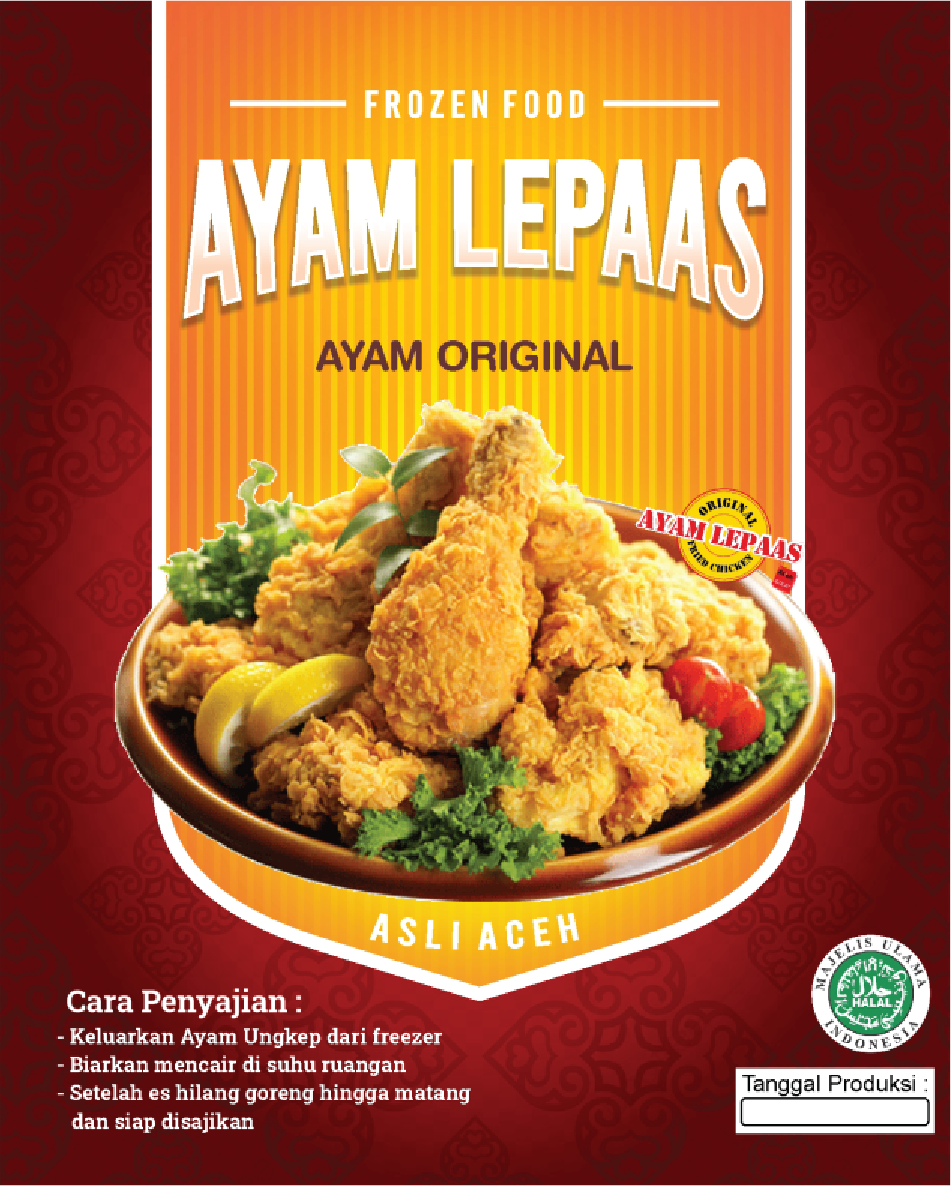 FROZEN FOOD
AYAM LEPAAS
AYAM ORIGINAL
ORIGINAL
AYAM LEPAAS
FRIED CHICKEN
ASLI ACEH
Cara Penyajian :
- Keluarkan Ayam Ungkep dari freezer
- Biarkan mencair di suhu ruangan
- Setelah es hilang goreng hingga matang
dan siap disajikan
MAJELIS ULAMA
حلال
HALAL
INDONESIA
Tanggal Produksi :